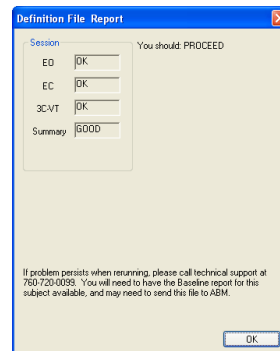 Definition File Report
Session
You should: PROCEED
EO OK
EC OK
3C-VT OK
Summary GOOD
If problem persists when rerunning, please call technical support at
760-720-0099. You will need to have the Baseline report for this
subject available, and may need to send this file to ABM.
OK